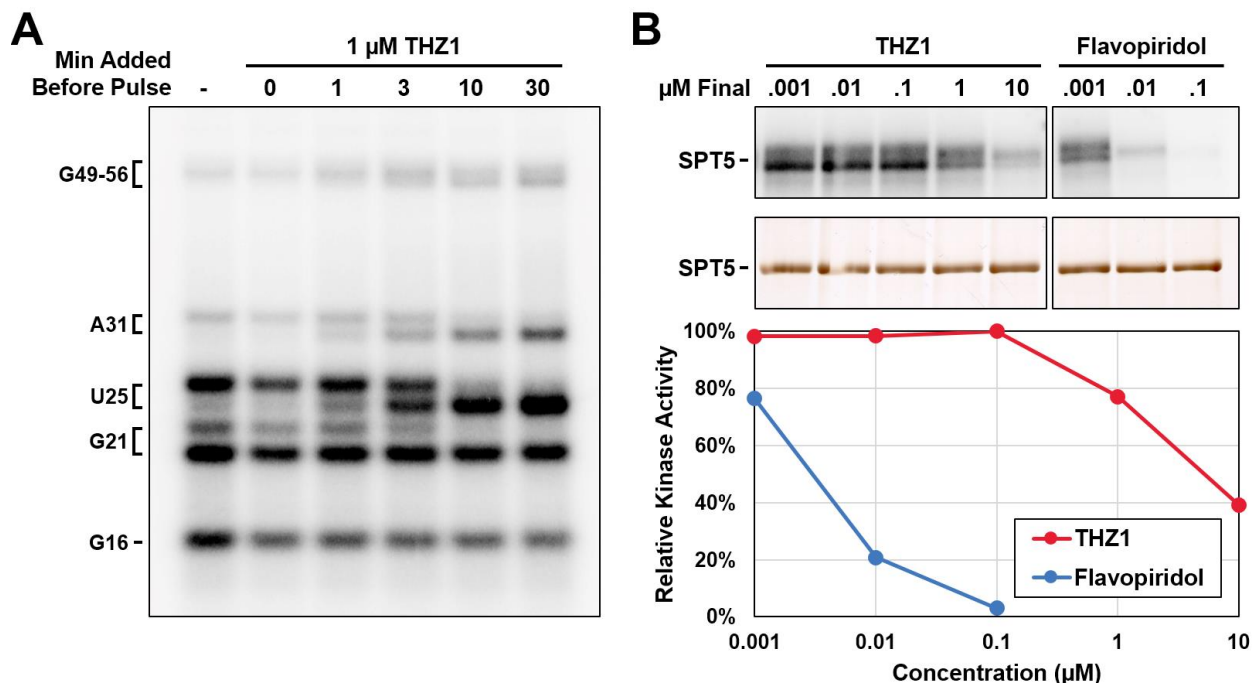 A
1 µM THZ1
Min Added
Before Pulse - 0 1 3 10 30
G49-56
A31
U25
G21
G16
B
THZ1 Flavopiridol
µM Final .001 .01 .1 1 10 .001 .01 .1
SPT5
SPT5
Relative Kinase Activity
100%
80%
60%
40%
20%
0%
THZ1
Flavopiridol
0.001 0.01 0.1 1 10
Concentration (µM)